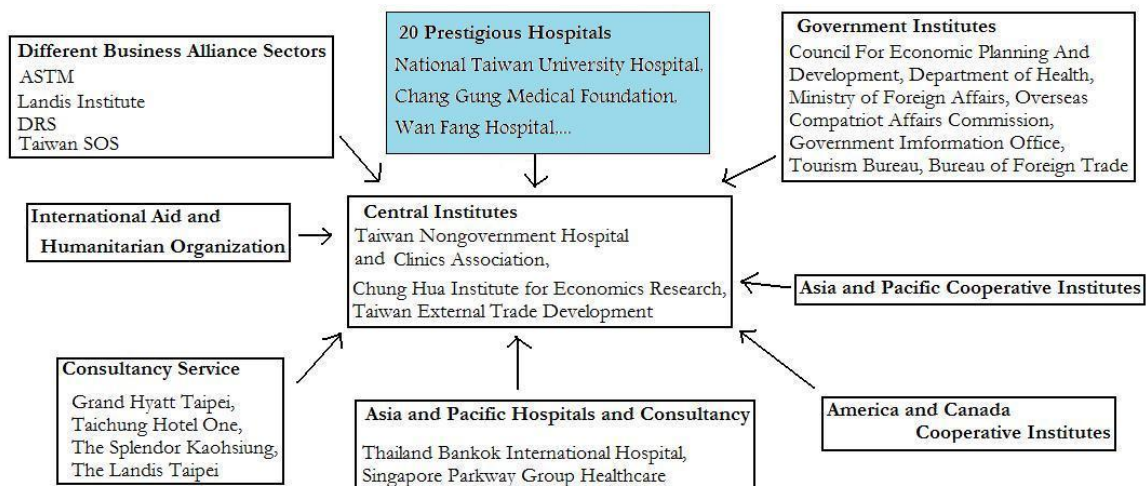 Different Business Alliance Sectors
ASTM
Landis Institute
DRS
Taiwan SOS
20 Prestigious Hospitals
National Taiwan University Hospital,
Chang Gung Medical Foundation,
Wan Fang Hospital,...
Government Institutes
Council For Economic Planning And
Development, Department of Health,
Ministry of Foreign Affairs, Overseas
Compatriot Affairs Commission,
Government Imformation Office,
Tourism Bureau, Bureau of Foreign Trade
International Aid and
Humanitarian Organization
Central Institutes
Taiwan Nongovernment Hospital
and Clinics Association,
Chung Hua Institute for Economics Research,
Taiwan External Trade Development
Asia and Pacific Cooperative Institutes
Consultancy Service
Grand Hyatt Taipei,
Taichung Hotel One,
The Splendor Kaohsiung,
The Landis Taipei
Asia and Pacific Hospitals and Consultancy
Thailand Bankok International Hospital,
Singapore Parkway Group Healthcare
America and Canada
Cooperative Institutes